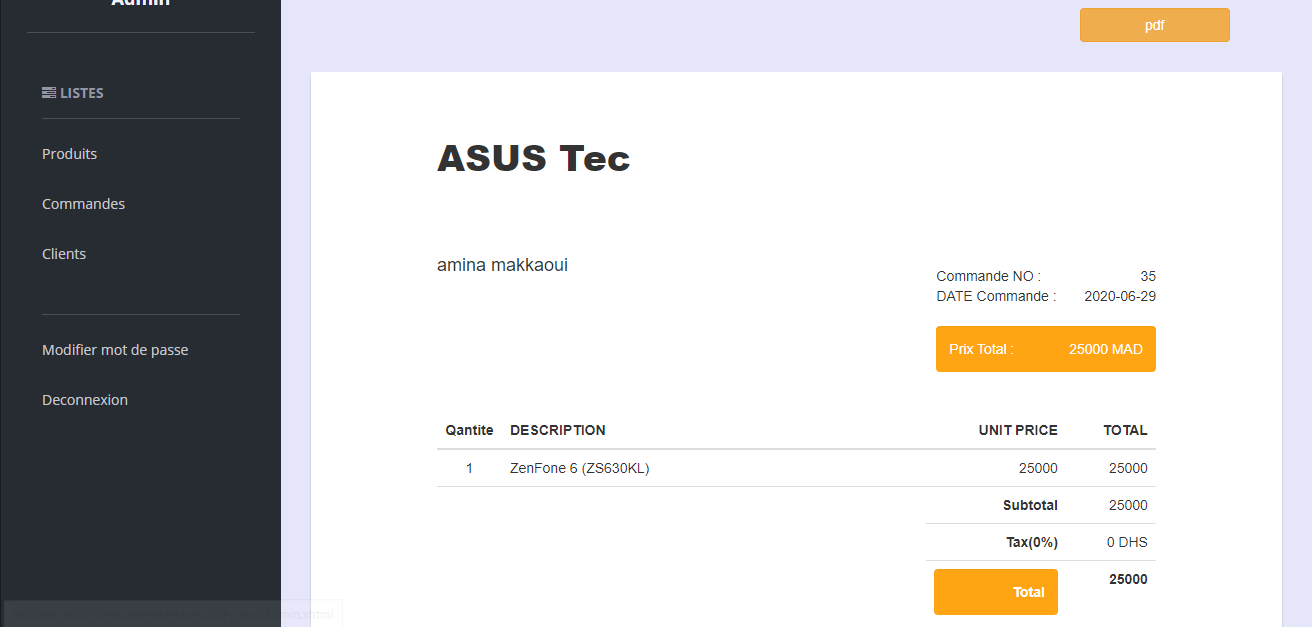 Admin
pdf
LISTES
Produits
Commandes
Clients
Modifier mot de passe
Deconnexion
ASUS Tec
amina makkaoui
Commande NO : 35
DATE Commande : 2020-06-29
Prix Total : 25000 MAD
Qantite DESCRIPTION UNIT PRICE TOTAL
1 ZenFone 6 (ZS630KL) 25000 25000
Subtotal 25000
Tax(0%) 0 DHS
Total 25000